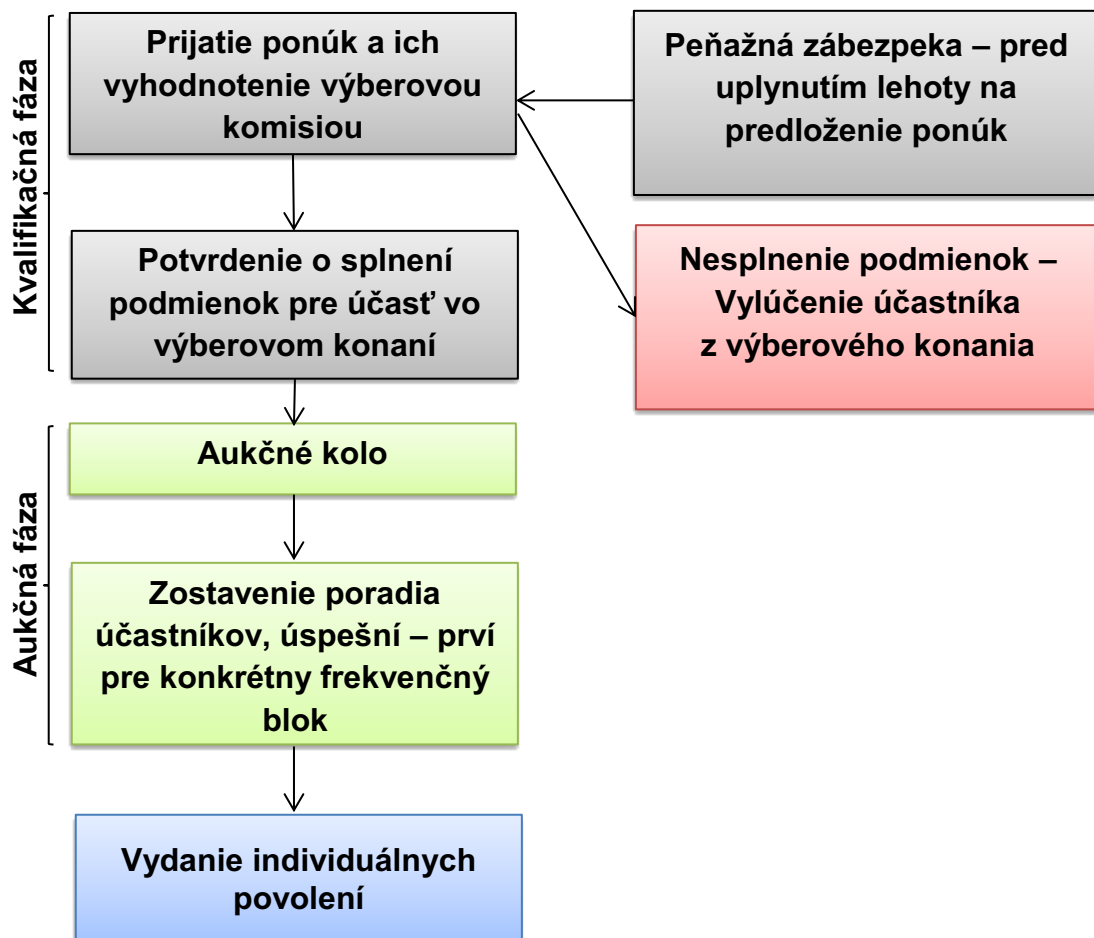 Kvalifikačná fáza
Prijatie ponúk a ich
vyhodnotenie výberovou
komisiou
Peňažná zábezpeka – pred
uplynutím lehoty na
predloženie ponúk
Potvrdenie o splnení
podmienok pre účasť vo
výberovom konaní
Nesplnenie podmienok –
Vylúčenie účastníka
z výberového konania
Aukčná fáza
Aukčné kolo
Zostavenie poradia
účastníkov, úspešní – prví
pre konkrétny frekvenčný
blok
Vydanie individuálnych
povolení